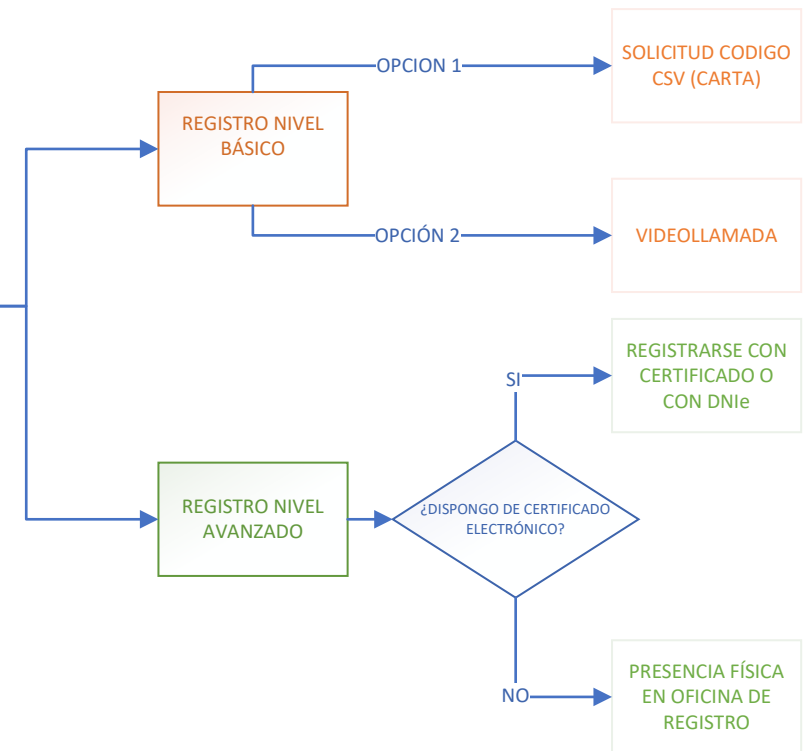 OPCION 1
SOLICITUD CODIGO
CSV (CARTA)
REGISTRO NIVEL
BÁSICO
OPCIÓN 2
VIDEOLLAMADA
REGISTRARSE CON
CERTIFICADO O
CON DNIe
SI
REGISTRO NIVEL
AVANZADO
¿DISPONGO DE CERTIFICADO
ELECTRÓNICO?
NO
PRESENCIA FÍSICA
EN OFICINA DE
REGISTRO